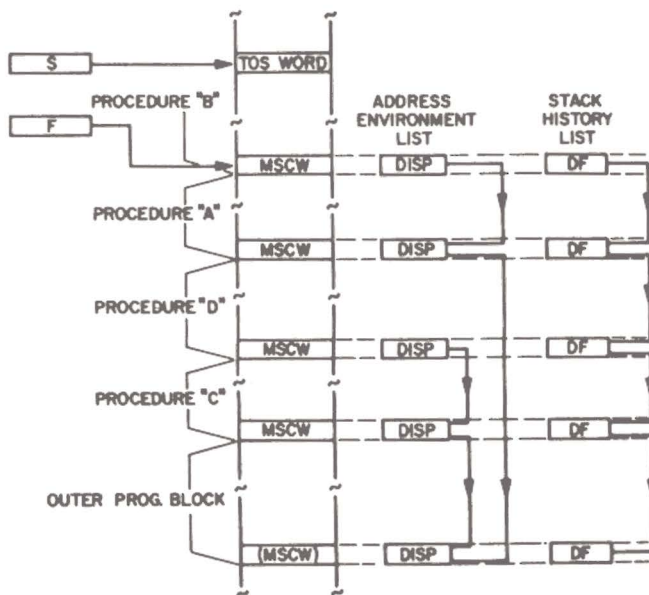 S
TOS WORD
PROCEDURE "B"
ADDRESS
ENVIRONMENT
LIST
STACK
HISTORY
LIST
F
MSCW
DISP
DF
PROCEDURE "A"
MSCW
DISP
DF
PROCEDURE "D"
MSCW
DISP
DF
PROCEDURE "C"
MSCW
DISP
DF
OUTER PROG. BLOCK
(MSCW)
DISP
DF